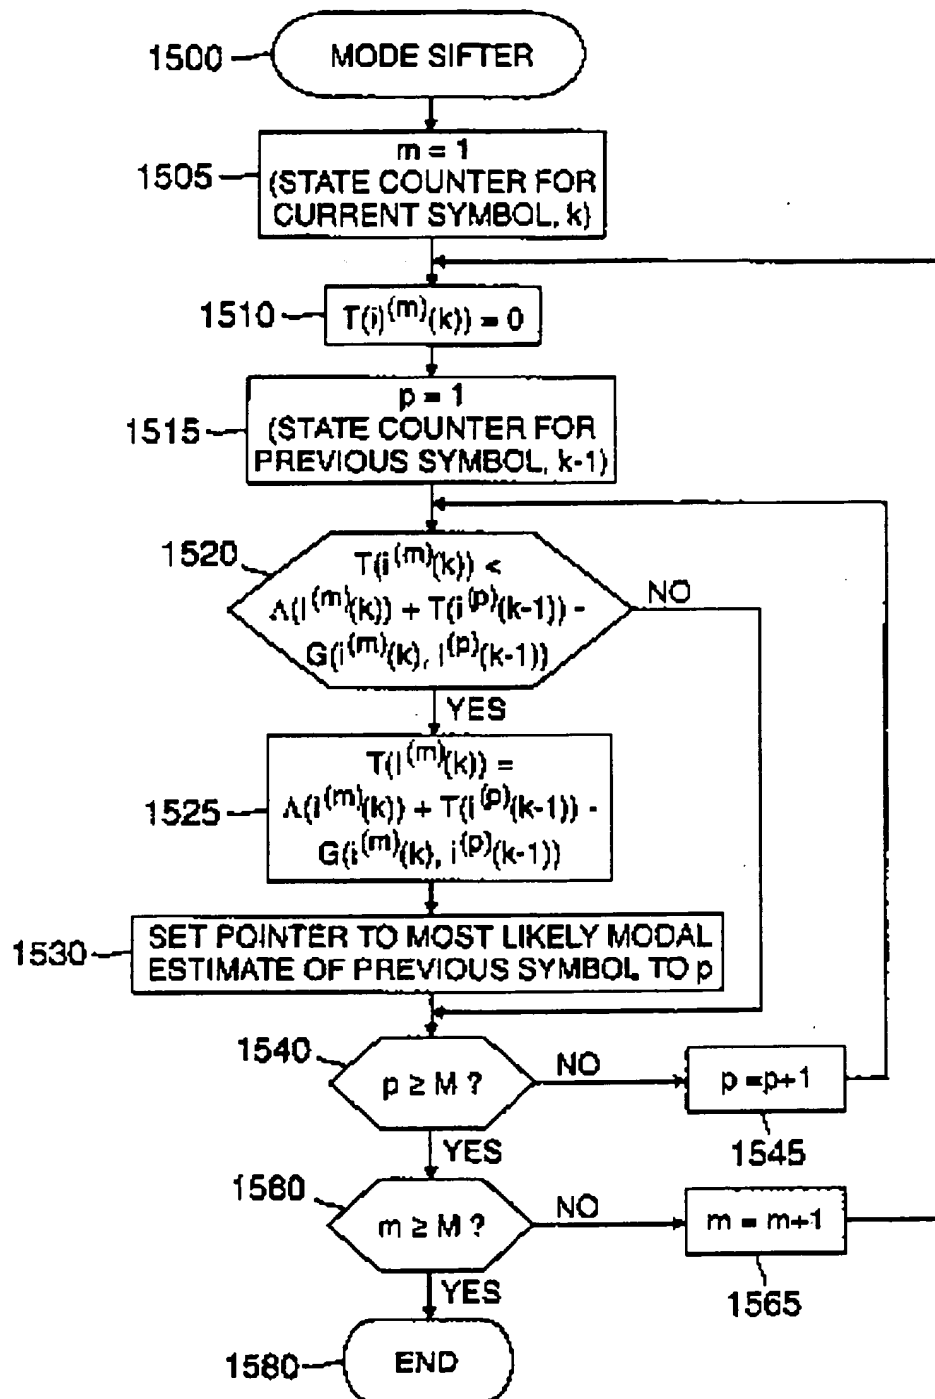 1500
MODE SIFTER
1505
m = 1
(STATE COUNTER FOR
CURRENT SYMBOL, k)
1510
T(i)^(m)(k)) = 0
1515
p = 1
(STATE COUNTER FOR
PREVIOUS SYMBOL, k-1)
1520
T(i^(m)(k)) <
Λ(i^(m)(k)) + T(i^(p)(k-1)) -
G(i^(m)(k), i^(p)(k-1))
NO
YES
1525
T(i^(m)(k)) =
Λ(i^(m)(k)) + T(i^(p)(k-1)) -
G(i^(m)(k), i^(p)(k-1))
1530
SET POINTER TO MOST LIKELY MODAL
ESTIMATE OF PREVIOUS SYMBOL TO p
1540
p ≥ M ?
NO
p =p+1
1545
YES
1560
m ≥ M ?
NO
m = m+1
1565
YES
1580
END